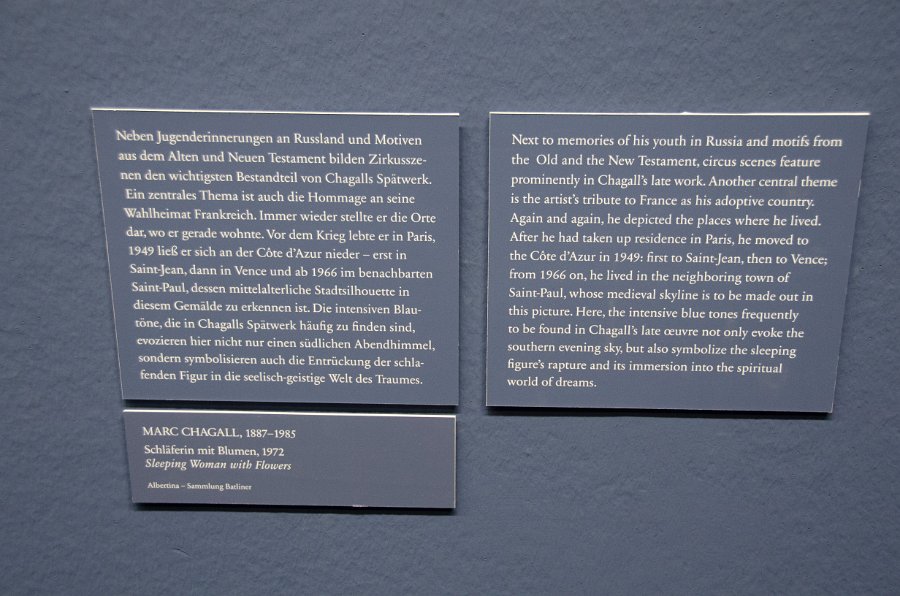 Neben Jugenderinnerungen an Russland und Motiven
aus dem Alten und Neuen Testament bilden Zirkussze-
nen den wichtigsten Bestandteil von Chagalls Spätwerk.
Ein zentrales Thema ist auch die Hommage an seine
Wahlheimat Frankreich. Immer wieder stellte er die Orte
dar, wo er gerade wohnte. Vor dem Krieg lebte er in Paris,
1949 ließ er sich an der Côte d'Azur nieder – erst in
Saint-Jean, dann in Vence und ab 1966 im benachbarten
Saint-Paul, dessen mittelalterliche Stadtsilhouette in
diesem Gemälde zu erkennen ist. Die intensiven Blau-
töne, die in Chagalls Spätwerk häufig zu finden sind,
evozieren hier nicht nur einen südlichen Abendhimmel,
sondern symbolisieren auch die Entrückung der schla-
fenden Figur in die seelisch-geistige Welt des Traumes.
MARC CHAGALL, 1887–1985
Schläferin mit Blumen, 1972
Sleeping Woman with Flowers
Albertina – Sammlung Batliner
Next to memories of his youth in Russia and motifs from
the Old and the New Testament, circus scenes feature
prominently in Chagall's late work. Another central theme
is the artist's tribute to France as his adoptive country.
Again and again, he depicted the places where he lived.
After he had taken up residence in Paris, he moved to
the Côte d'Azur in 1949: first to Saint-Jean, then to Vence;
from 1966 on, he lived in the neighboring town of
Saint-Paul, whose medieval skyline is to be made out in
this picture. Here, the intensive blue tones frequently
to be found in Chagall's late œuvre not only evoke the
southern evening sky, but also symbolize the sleeping
figure's rapture and its immersion into the spiritual
world of dreams.